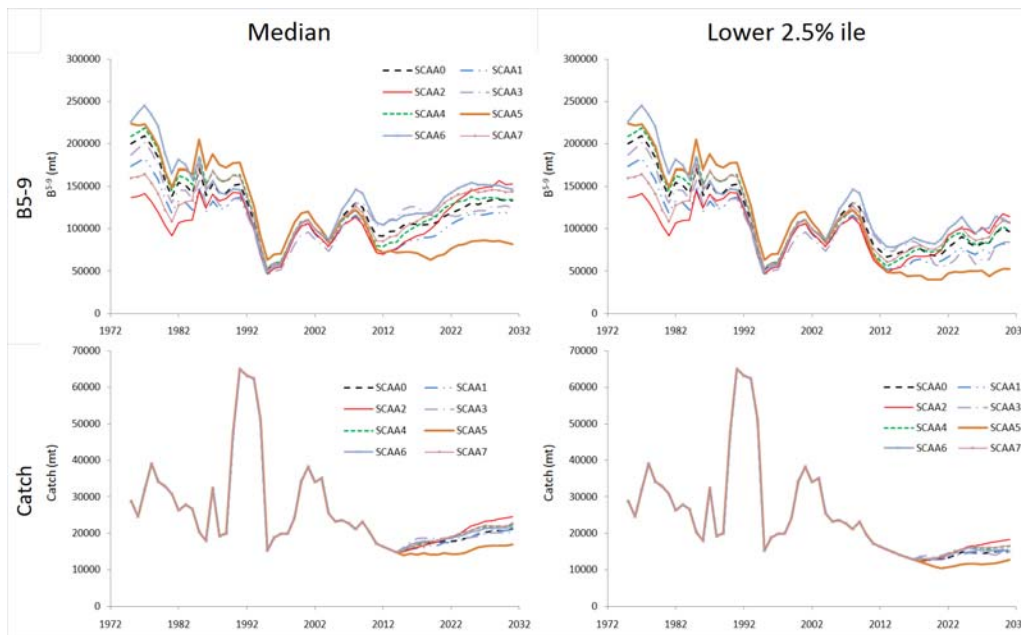 Median
Lower 2.5% ile
B5-9
B⁵⁻⁹ (mt)
300000
250000
200000
150000
100000
50000
0
1972 1982 1992 2002 2012 2022 2032
SCAA0 SCAA1
SCAA2 SCAA3
SCAA4 SCAA5
SCAA6 SCAA7
B⁵⁻⁹ (mt)
300000
250000
200000
150000
100000
50000
0
1972 1982 1992 2002 2012 2022 203
SCAA0 SCAA1
SCAA2 SCAA3
SCAA4 SCAA5
SCAA6 SCAA7
Catch
Catch (mt)
70000
60000
50000
40000
30000
20000
10000
0
1972 1982 1992 2002 2012 2022 2032
SCAA0 SCAA1
SCAA2 SCAA3
SCAA4 SCAA5
SCAA6 SCAA7
Catch (mt)
70000
60000
50000
40000
30000
20000
10000
0
1972 1982 1992 2002 2012 2022 203
SCAA0 SCAA1
SCAA2 SCAA3
SCAA4 SCAA5
SCAA6 SCAA7